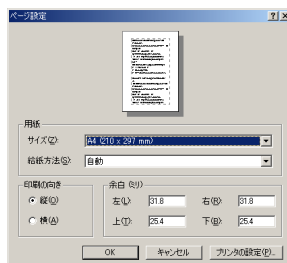 ページ設定
用紙
サイズ(Z): A4 (210 x 297 mm)
給紙方法(S): 自動
印刷の向き
縦(O)
横(A)
余白 (ミリ)
左(L): 31.8 右(R): 31.8
上(T): 25.4 下(B): 25.4
OK キャンセル プリンタの設定(P)...